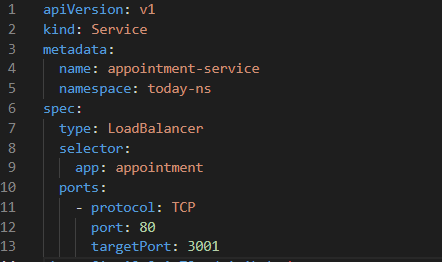 1 apiVersion: v1
2 kind: Service
3 metadata:
4   name: appointment-service
5   namespace: today-ns
6 spec:
7   type: LoadBalancer
8   selector:
9     app: appointment
10   ports:
11     - protocol: TCP
12       port: 80
13       targetPort: 3001